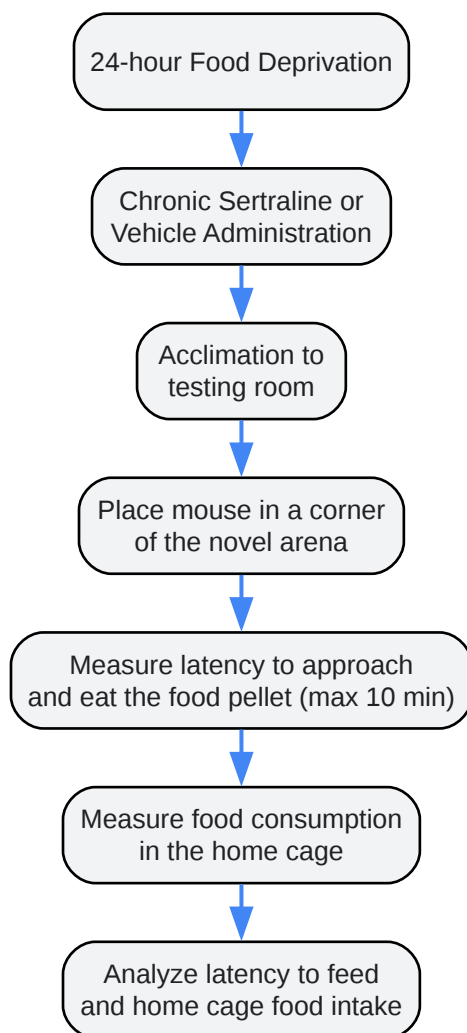 24-hour Food Deprivation
Chronic Sertraline or
Vehicle Administration
Acclimation to
testing room
Place mouse in a corner
of the novel arena
Measure latency to approach
and eat the food pellet (max 10 min)
Measure food consumption
in the home cage
Analyze latency to feed
and home cage food intake